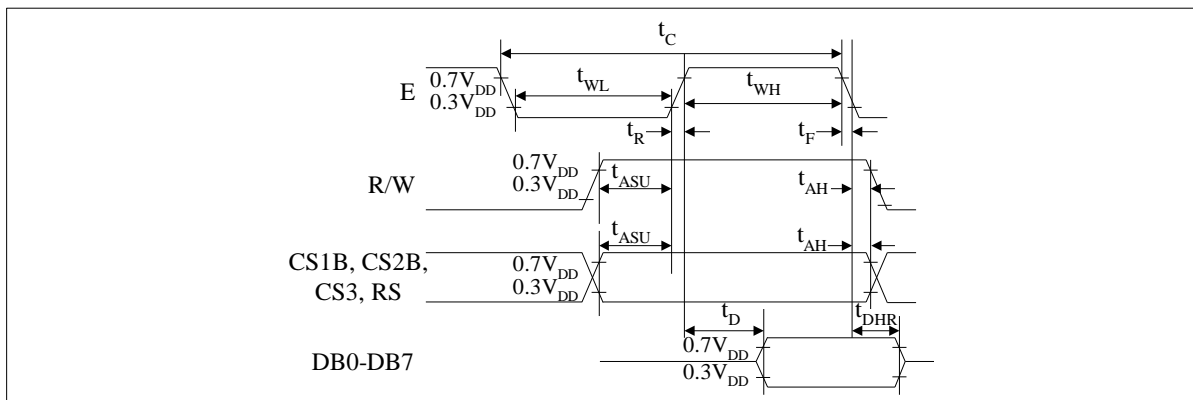 t_C
0.7V_DD
t_WL
t_WH
E
0.3V_DD
t_R
t_F
0.7V_DD
t_ASU
t_AH
R/W
0.3V_DD
t_ASU
t_AH
CS1B, CS2B,
0.7V_DD
CS3, RS
0.3V_DD
t_D
t_DHR
0.7V_DD
DB0-DB7
0.3V_DD